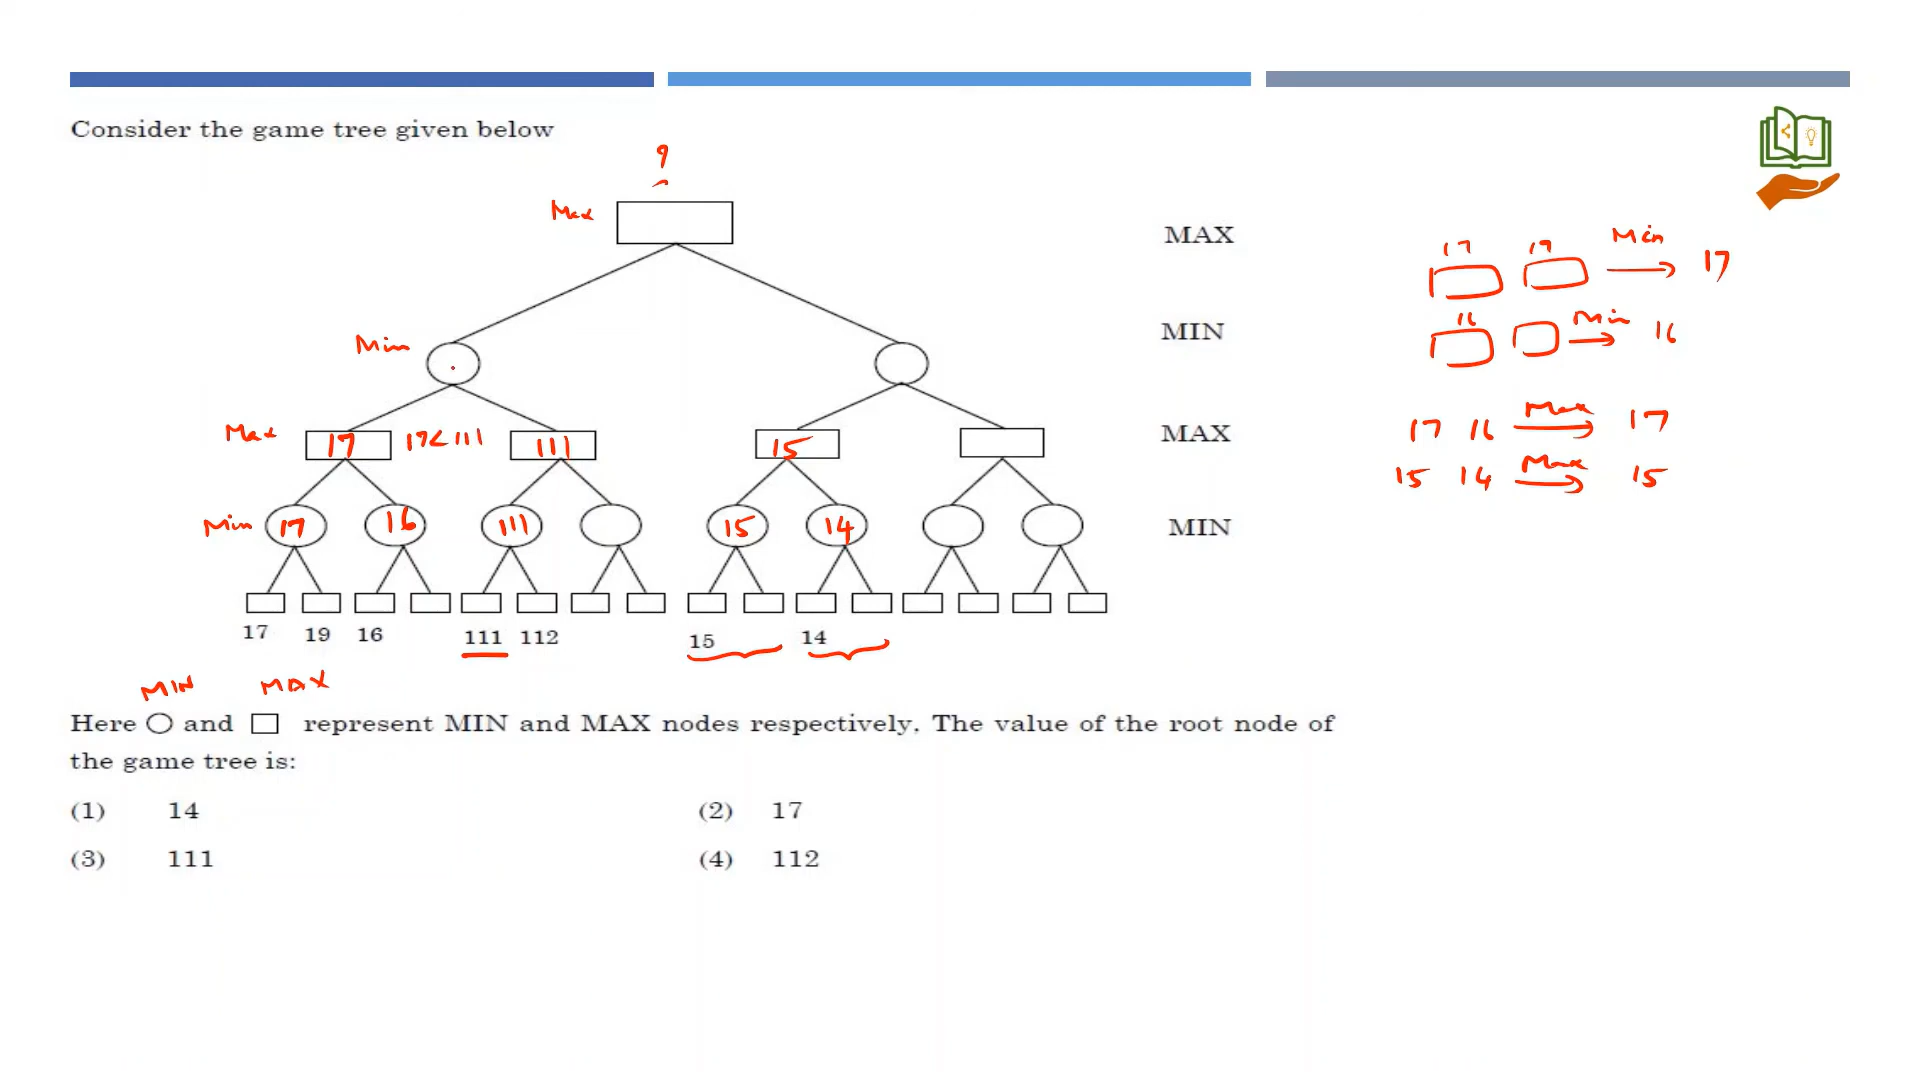 Consider the game tree given below
?
Max
MAX
17 19 Min 17
Min
MIN
16 Min 16
Max 17 17<111 111 15
MAX
17 16 Max 17
15 14 Max 15
Min 17 16 111 15 14
MIN
17 19 16 111 112 15 14
MIN MAX
Here and represent MIN and MAX nodes respectively. The value of the root node of
the game tree is:
(1) 14 (2) 17
(3) 111 (4) 112